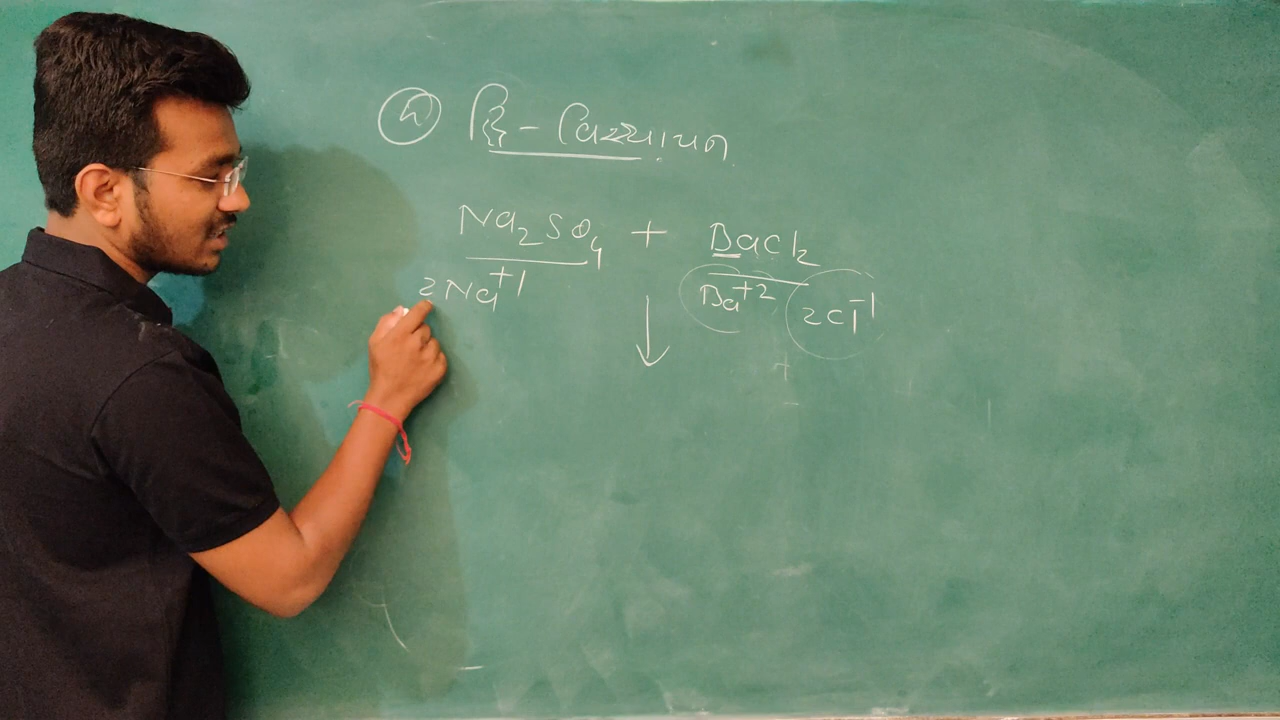 દ્વિ - વિસ્થાપન
Na₂SO₄ + BaCl₂
2Na⁺¹ Ba⁺² 2Cl⁻¹
↓